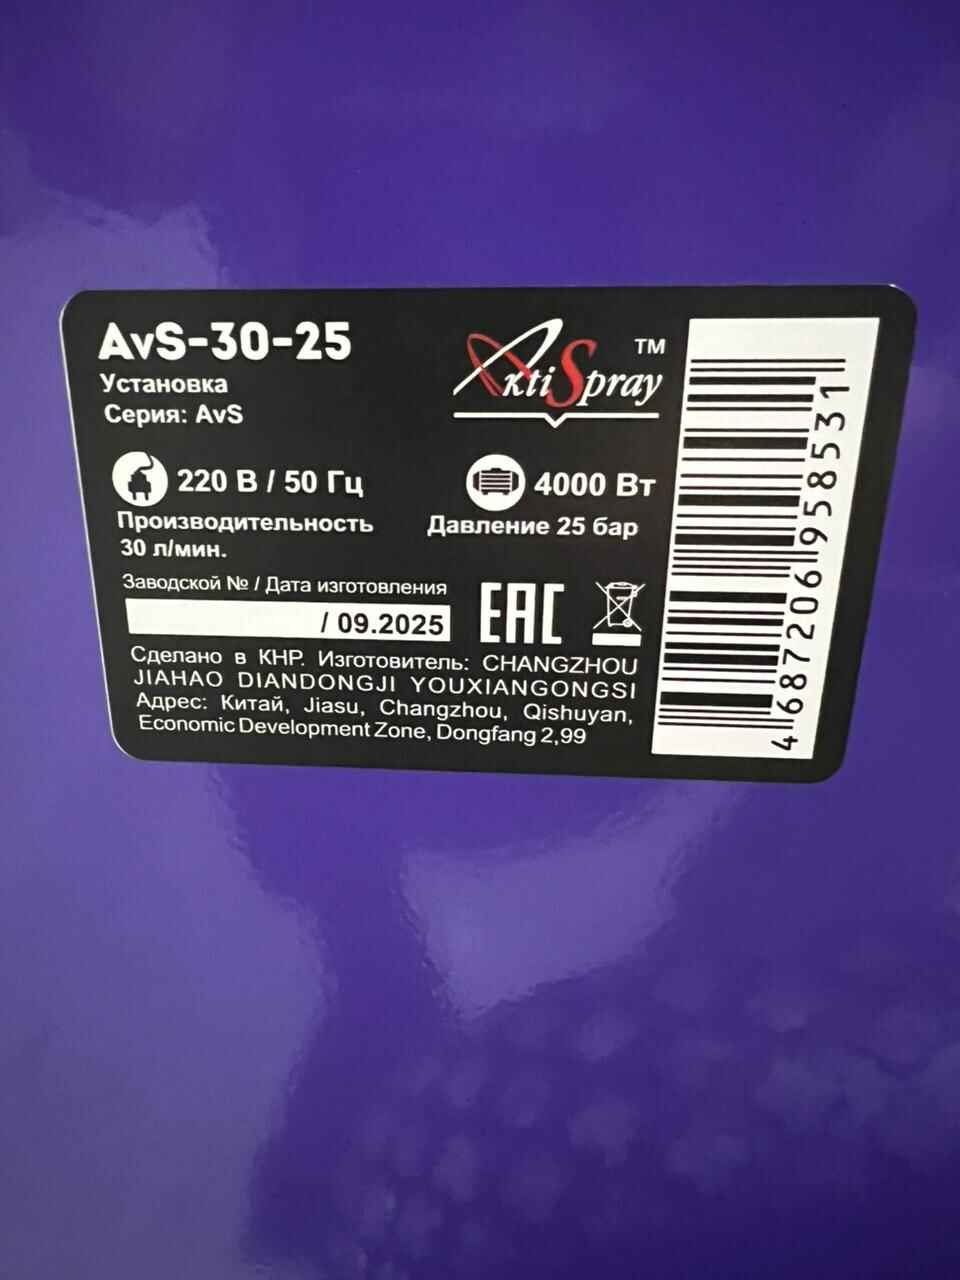 AvS-30-25
Установка
Серия: AvS
AktiSpray TM
220 В / 50 Гц
4000 Вт
Производительность
30 л/мин.
Давление 25 бар
Заводской № / Дата изготовления
/ 09.2025
EAC
Сделано в КНР. Изготовитель: CHANGZHOU
JIAHAO DIANDONGJI YOUXIANGONGSI
Адрес: Китай, Jiasu, Changzhou, Qishuyan,
Economic Development Zone, Dongfang 2,99
4687206958531